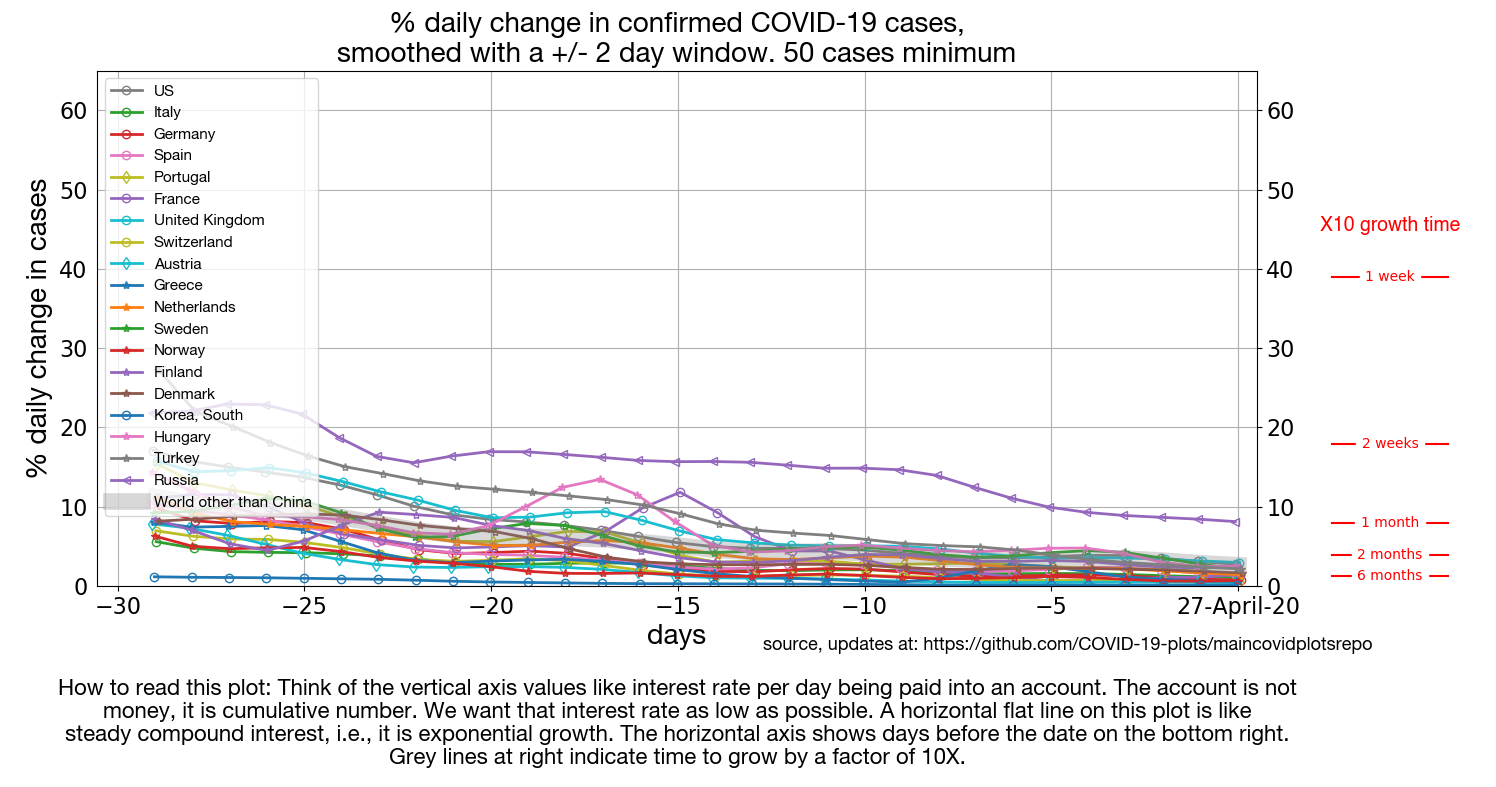 % daily change in confirmed COVID-19 cases,
smoothed with a +/- 2 day window. 50 cases minimum
% daily change in cases
60
50
40
30
20
10
0
US
Italy
Germany
Spain
Portugal
France
United Kingdom
Switzerland
Austria
Greece
Netherlands
Sweden
Norway
Finland
Denmark
Korea, South
Hungary
Turkey
Russia
World other than China
60
50
40
30
20
10
0
X10 growth time
1 week
2 weeks
1 month
2 months
6 months
−30
−25
−20
−15
−10
−5
27-April-20
days
source, updates at: https://github.com/COVID-19-plots/maincovidplotsrepo
How to read this plot: Think of the vertical axis values like interest rate per day being paid into an account. The account is not
money, it is cumulative number. We want that interest rate as low as possible. A horizontal flat line on this plot is like
steady compound interest, i.e., it is exponential growth. The horizontal axis shows days before the date on the bottom right.
Grey lines at right indicate time to grow by a factor of 10X.